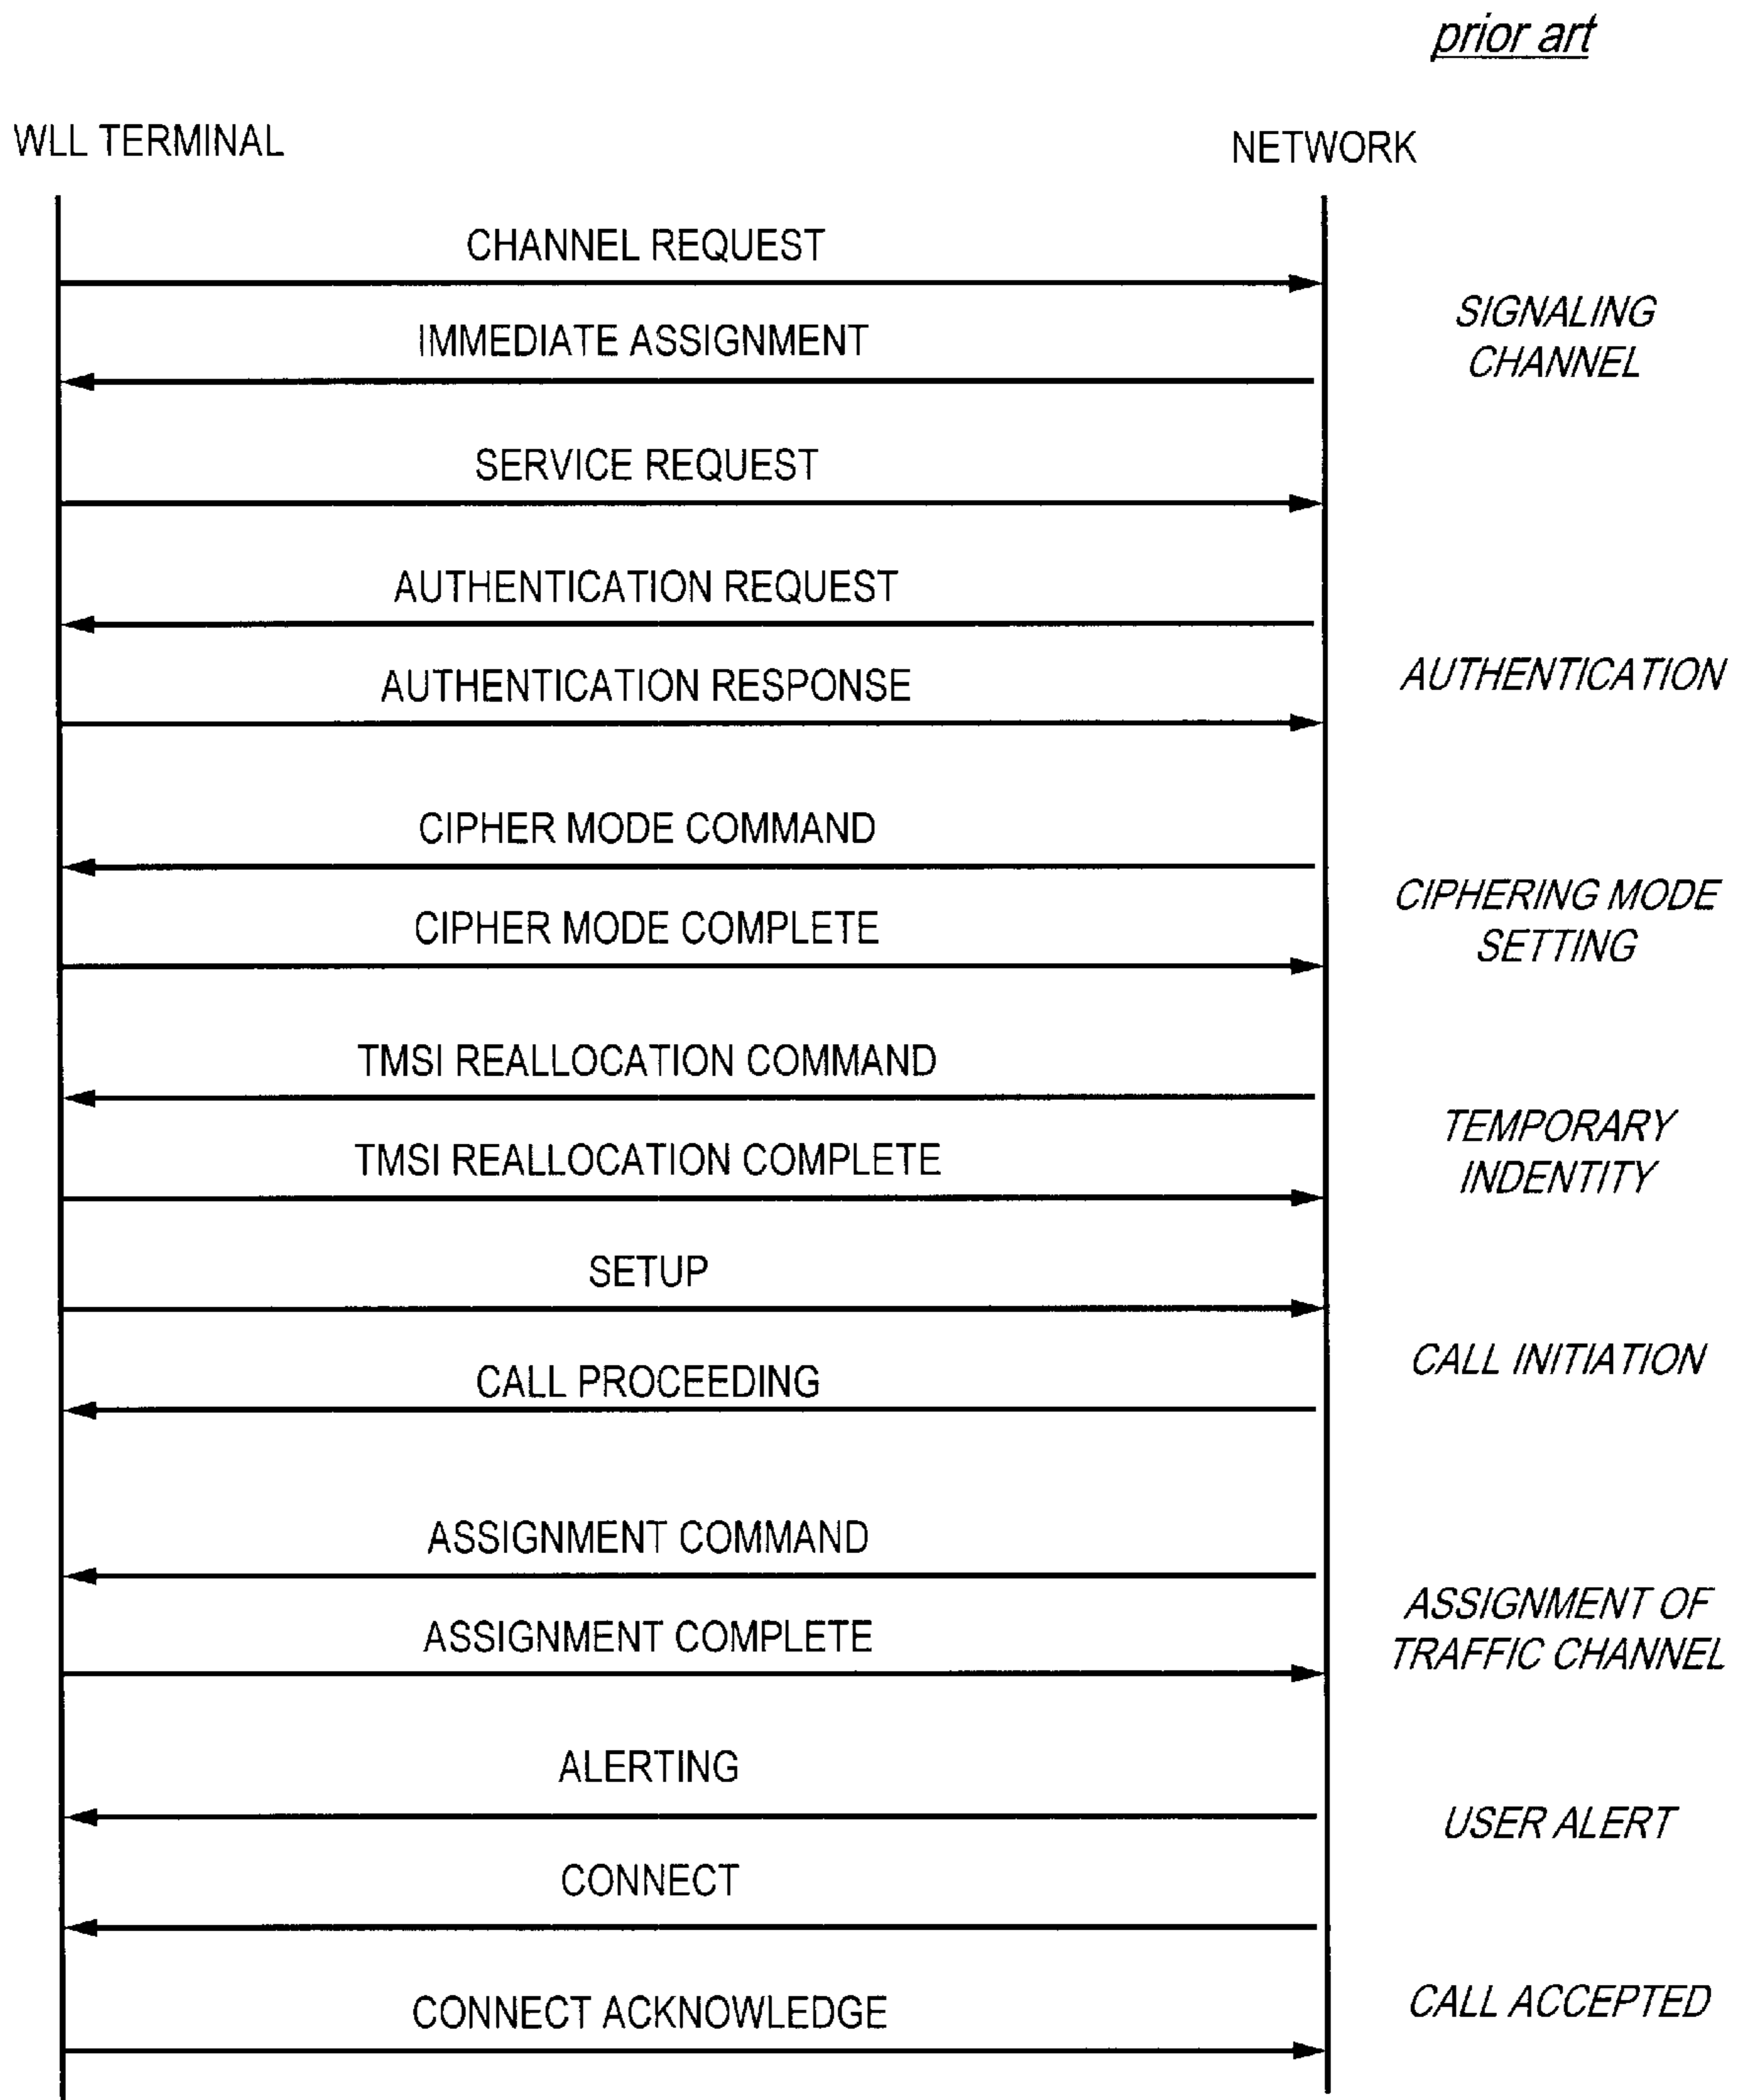 prior art
WLL TERMINAL
NETWORK
CHANNEL REQUEST
SIGNALING
CHANNEL
IMMEDIATE ASSIGNMENT
SERVICE REQUEST
AUTHENTICATION REQUEST
AUTHENTICATION RESPONSE
AUTHENTICATION
CIPHER MODE COMMAND
CIPHERING MODE
SETTING
CIPHER MODE COMPLETE
TMSI REALLOCATION COMMAND
TEMPORARY
INDENTITY
TMSI REALLOCATION COMPLETE
SETUP
CALL INITIATION
CALL PROCEEDING
ASSIGNMENT COMMAND
ASSIGNMENT OF
TRAFFIC CHANNEL
ASSIGNMENT COMPLETE
ALERTING
USER ALERT
CONNECT
CALL ACCEPTED
CONNECT ACKNOWLEDGE